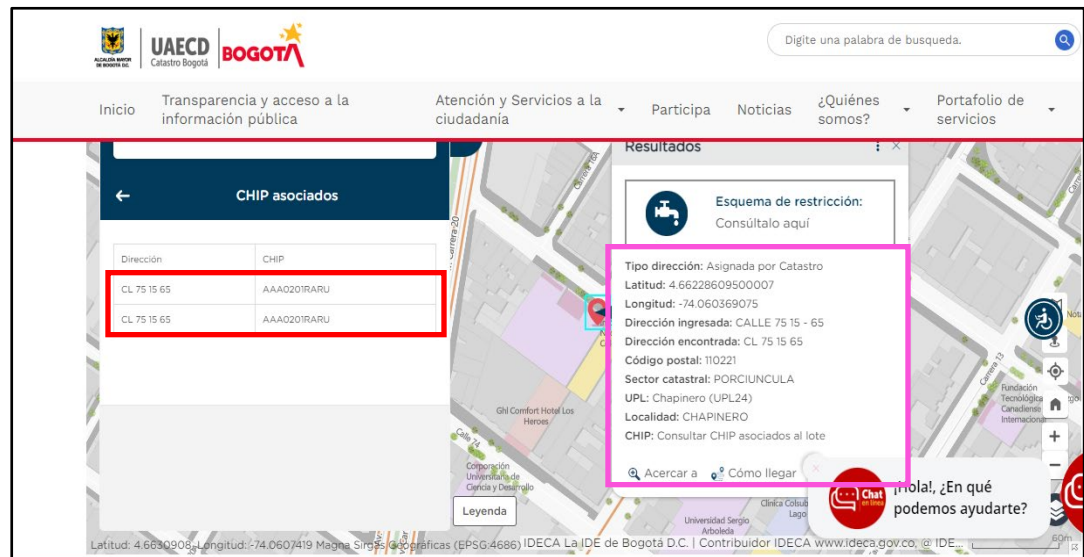 ALCALDÍA MAYOR
DE BOGOTÁ D.C.
UAECD
Catastro Bogotá
BOGOTÁ
Digite una palabra de busqueda.
Inicio
Transparencia y acceso a la
información pública
Atención y Servicios a la
ciudadanía
Participa
Noticias
¿Quiénes
somos?
Portafolio de
servicios
CHIP asociados
Dirección CHIP
CL 75 15 65 AAA0201RARU
CL 75 15 65 AAA0201RARU
Carrera 16A
Carrera-20
Resultados
Esquema de restricción:
Consúltalo aquí
Tipo dirección: Asignada por Catastro
Latitud: 4.66228609500007
Longitud: -74.060369075
Dirección ingresada: CALLE 75 15 - 65
Dirección encontrada: CL 75 15 65
Código postal: 110221
Sector catastral: PORCIUNCULA
UPL: Chapinero (UPL24)
Localidad: CHAPINERO
CHIP: Consultar CHIP asociados al lote
Acercar a
Cómo llegar
Ghl Comfort Hotel Los
Heroes
Calle 74
Corporación
Universitaria de
Ciencia y Desarrollo
Leyenda
Carrera 13
Fundación
Tecnológica
Canadiense
Internacional
Universidad Sergio
Arboleda
Clínica Colsub
Lago
Chat
en línea
¡Hola!, ¿En qué
podemos ayudarte?
60m
Latitud: 4.6630908, Longitud: -74.0607419 Magna Sirgas Geográficas (EPSG:4686)
IDECA La IDE de Bogotá D.C. | Contribuidor IDECA www.ideca.gov.co, @ IDE...